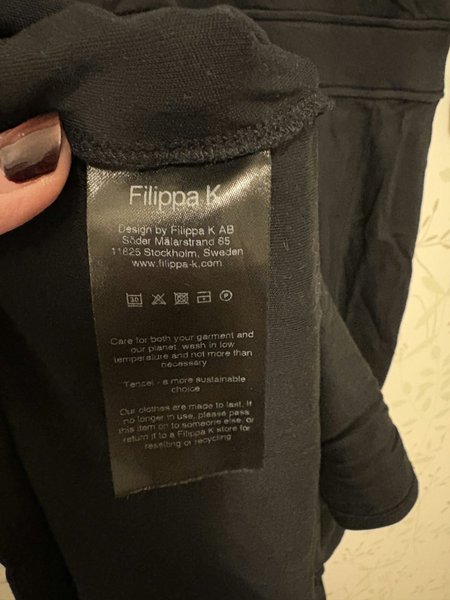 Filippa K
Design by Filippa K AB
Söder Mälarstrand 65
11825 Stockholm, Sweden
www.filippa-k.com
30 P
Care for both your garment and
our planet, wash in low
temperature and not more than
necessary
Tencel - a more sustainable
choice
Our clothes are made to last. If
no longer in use, please pass
this item on to someone else, or
return it to a Filippa K store for
reselling or recycling